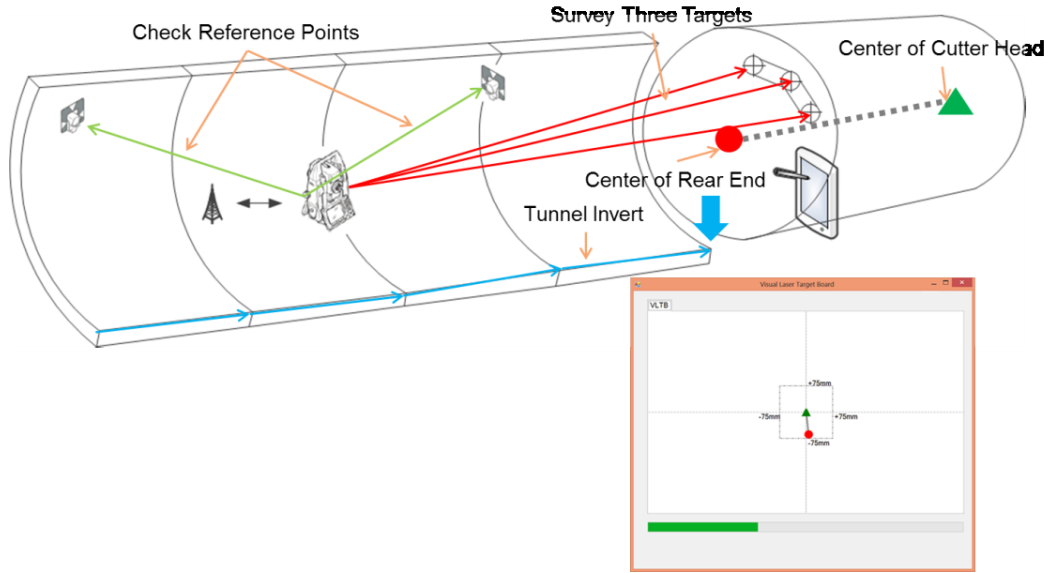 Survey Three Targets
Check Reference Points
Center of Cutter Head
Center of Rear End
Tunnel Invert
Visual Laser Target Board
VLTB
+75mm
-75mm
+75mm
-75mm